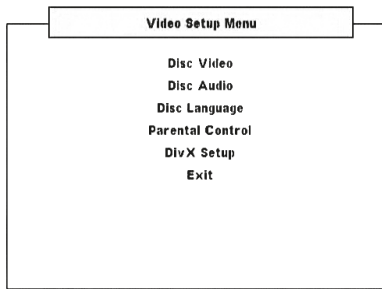 Video Setup Menu
Disc Video
Disc Audio
Disc Language
Parental Control
DivX Setup
Exit